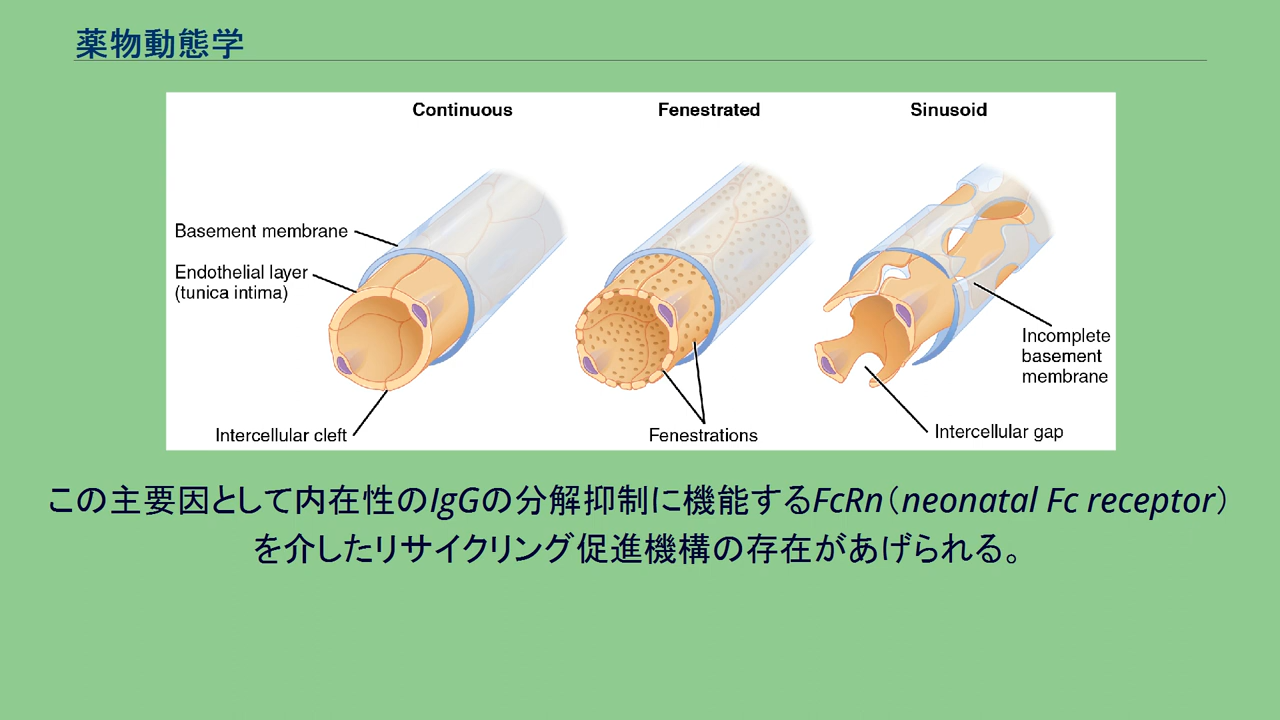 薬物動態学
Continuous
Fenestrated
Sinusoid
Basement membrane
Endothelial layer
(tunica intima)
Incomplete
basement
membrane
Intercellular cleft
Fenestrations
Intercellular gap
この主要因として内在性のIgGの分解抑制に機能するFcRn（neonatal Fc receptor）
を介したリサイクリング促進機構の存在があげられる。